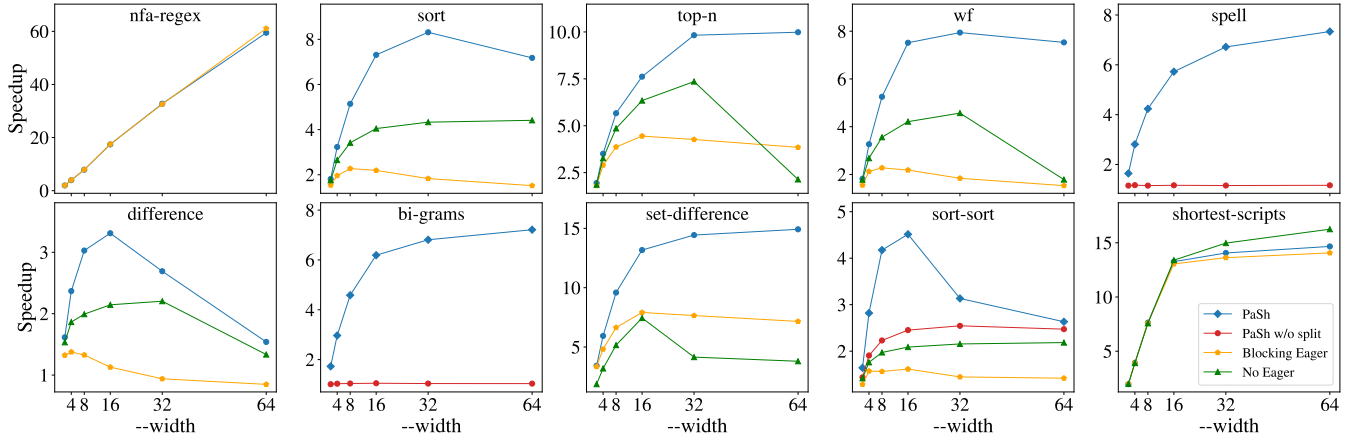 nfa-regex
Speedup
60
40
20
0
sort
8
6
4
2
top-n
10.0
7.5
5.0
2.5
wf
8
6
4
2
spell
8
6
4
2
difference
Speedup
3
2
1
4 8 16 32 64
--width
bi-grams
8
6
4
2
4 8 16 32 64
--width
set-difference
15
10
5
4 8 16 32 64
--width
sort-sort
5
4
3
2
4 8 16 32 64
--width
shortest-scripts
15
10
5
PaSh
PaSh w/o split
Blocking Eager
No Eager
4 8 16 32 64
--width